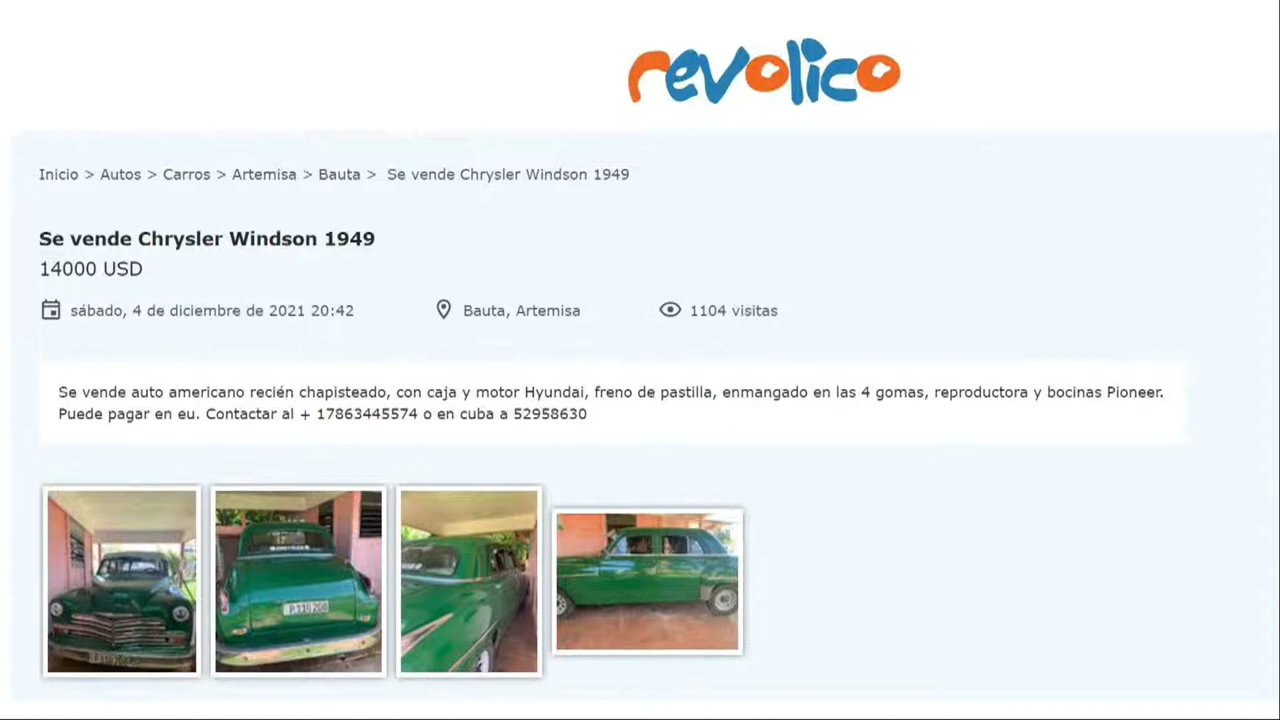 revolico
Inicio > Autos > Carros > Artemisa > Bauta > Se vende Chrysler Windson 1949
Se vende Chrysler Windson 1949
14000 USD
sábado, 4 de diciembre de 2021 20:42
Bauta, Artemisa
1104 visitas
Se vende auto americano recién chapisteado, con caja y motor Hyundai, freno de pastilla, enmangado en las 4 gomas, reproductora y bocinas Pioneer.
Puede pagar en eu. Contactar al + 17863445574 o en cuba a 52958630